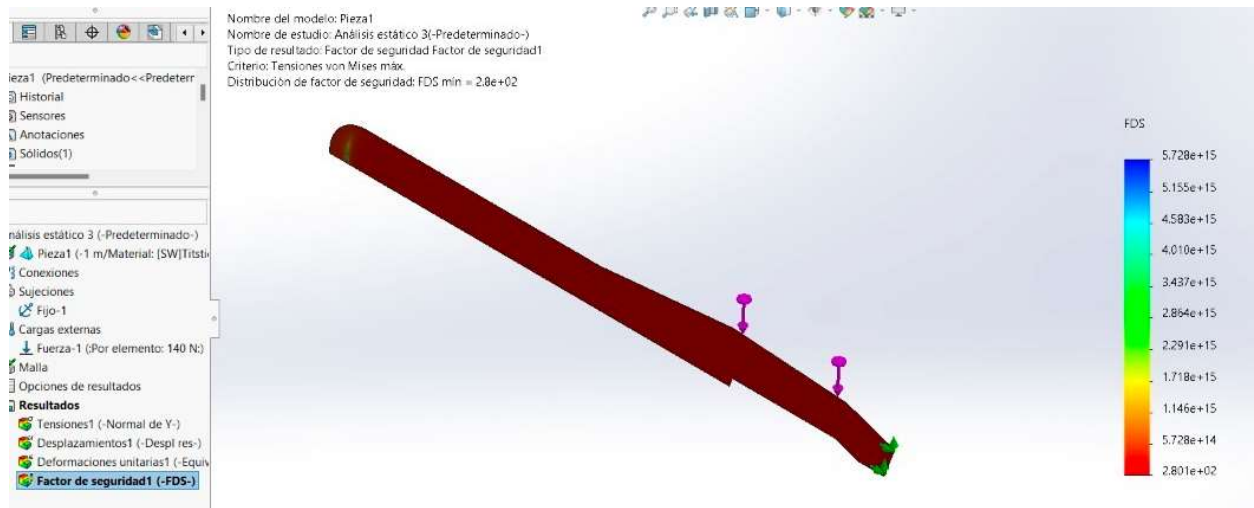 Nombre del modelo: Pieza1
Nombre de estudio: Análisis estático 3(-Predeterminado-)
Tipo de resultado: Factor de seguridad Factor de seguridad1
Criterio: Tensiones von Mises máx.
Distribución de factor de seguridad: FDS mín = 2.8e+02
ieza1 (Predeterminado<<Predeterr
Historial
Sensores
Anotaciones
Sólidos(1)
nálisis estático 3 (-Predeterminado-)
Pieza1 (-1 m/Material: [SW]Titsti
Conexiones
Sujeciones
Fijo-1
Cargas externas
Fuerza-1 (:Por elemento: 140 N:)
Malla
Opciones de resultados
Resultados
Tensiones1 (-Normal de Y-)
Desplazamientos1 (-Despl res-)
Deformaciones unitarias1 (-Equiv
Factor de seguridad1 (-FDS-)
FDS
5.728e+15
5.155e+15
4.583e+15
4.010e+15
3.437e+15
2.864e+15
2.291e+15
1.718e+15
1.146e+15
5.728e+14
2.801e+02